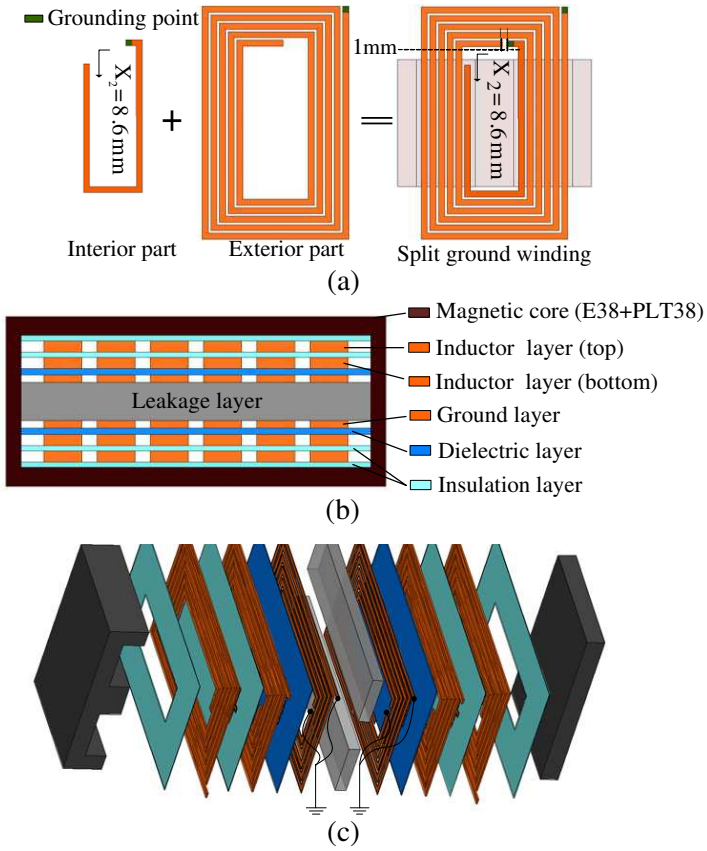 Grounding point
X2=8.6mm
+
=
1mm
X2=8.6mm
Interior part
Exterior part
Split ground winding
(a)
Magnetic core (E38+PLT38)
Inductor layer (top)
Inductor layer (bottom)
Leakage layer
Ground layer
Dielectric layer
Insulation layer
(b)
(c)